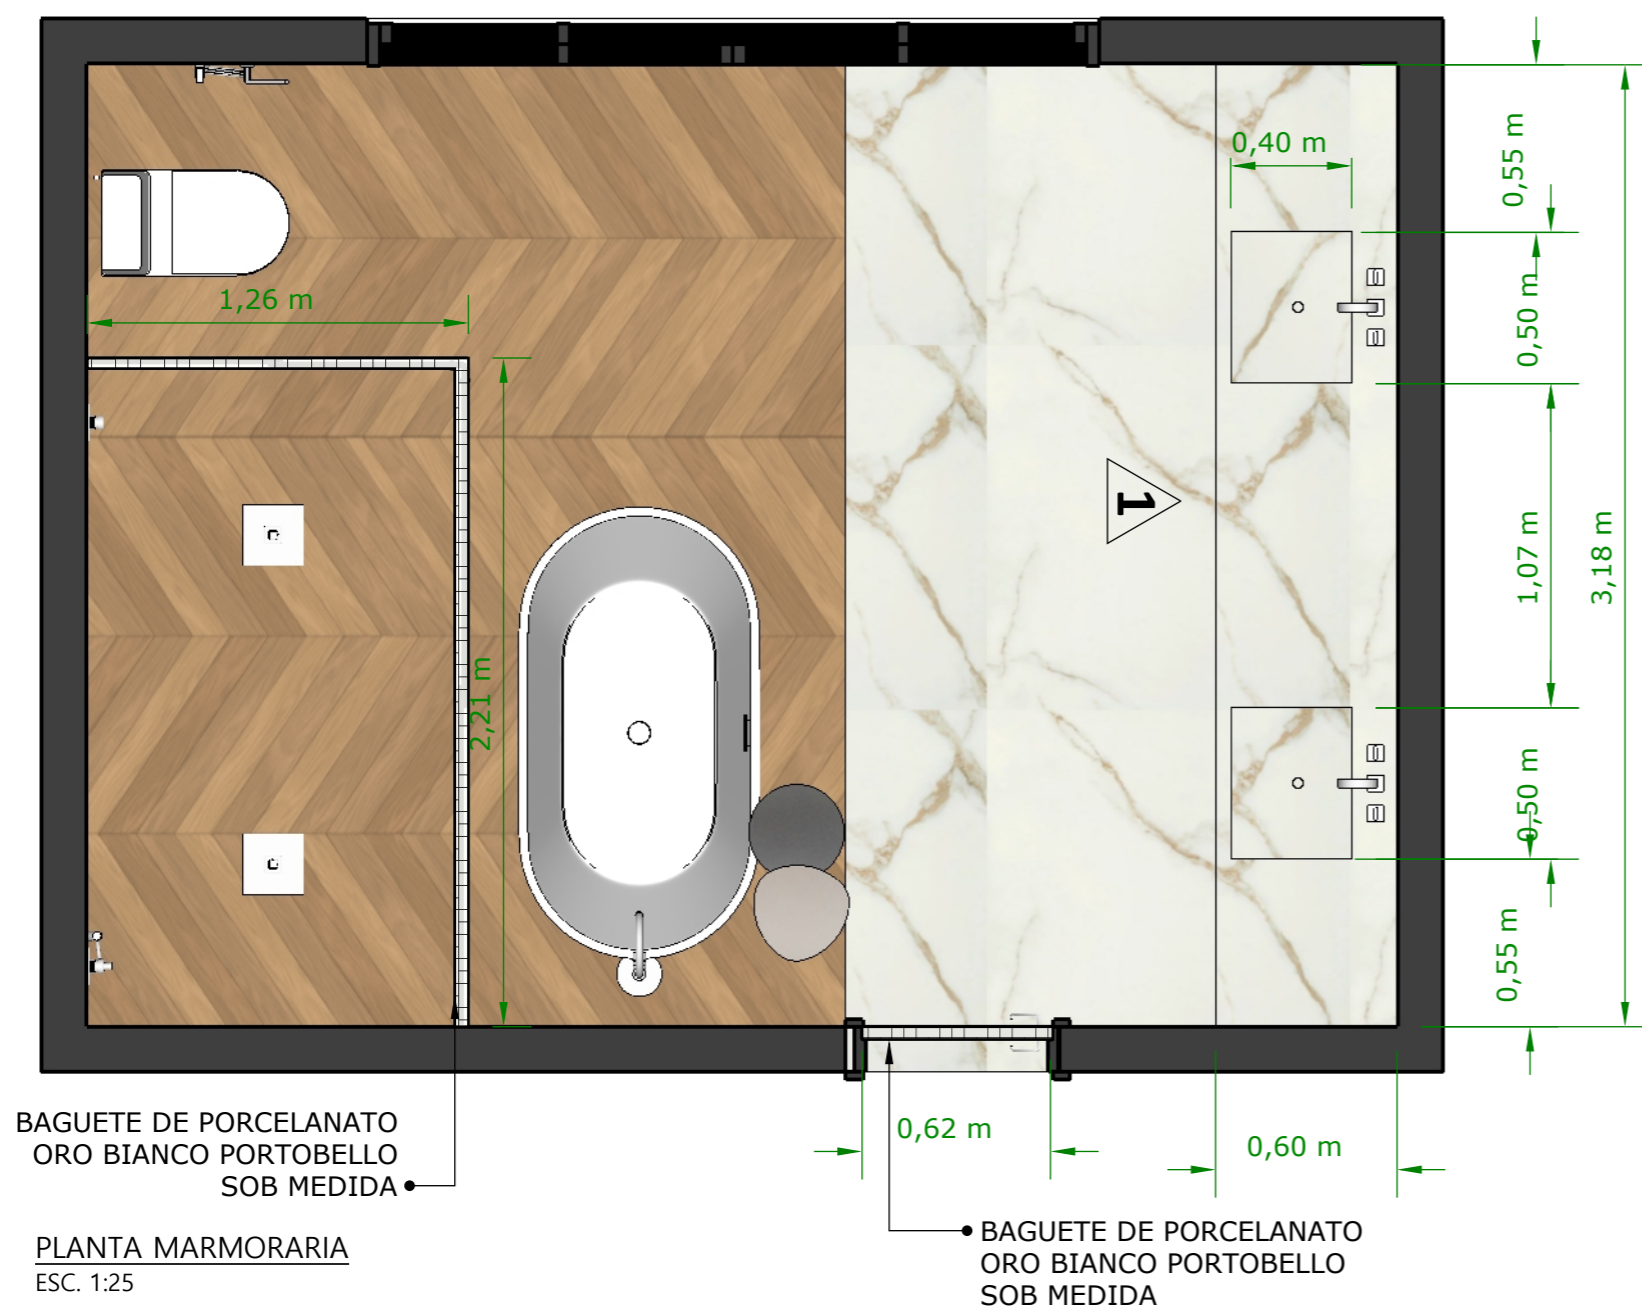 0,40 m
0,55 m
0,50 m
1,26 m
1
1,07 m
3,18 m
2,21 m
0,50 m
0,55 m
0,62 m
0,60 m
BAGUETE DE PORCELANATO
ORO BIANCO PORTOBELLO
SOB MEDIDA
BAGUETE DE PORCELANATO
ORO BIANCO PORTOBELLO
SOB MEDIDA
PLANTA MARMORARIA
ESC. 1:25